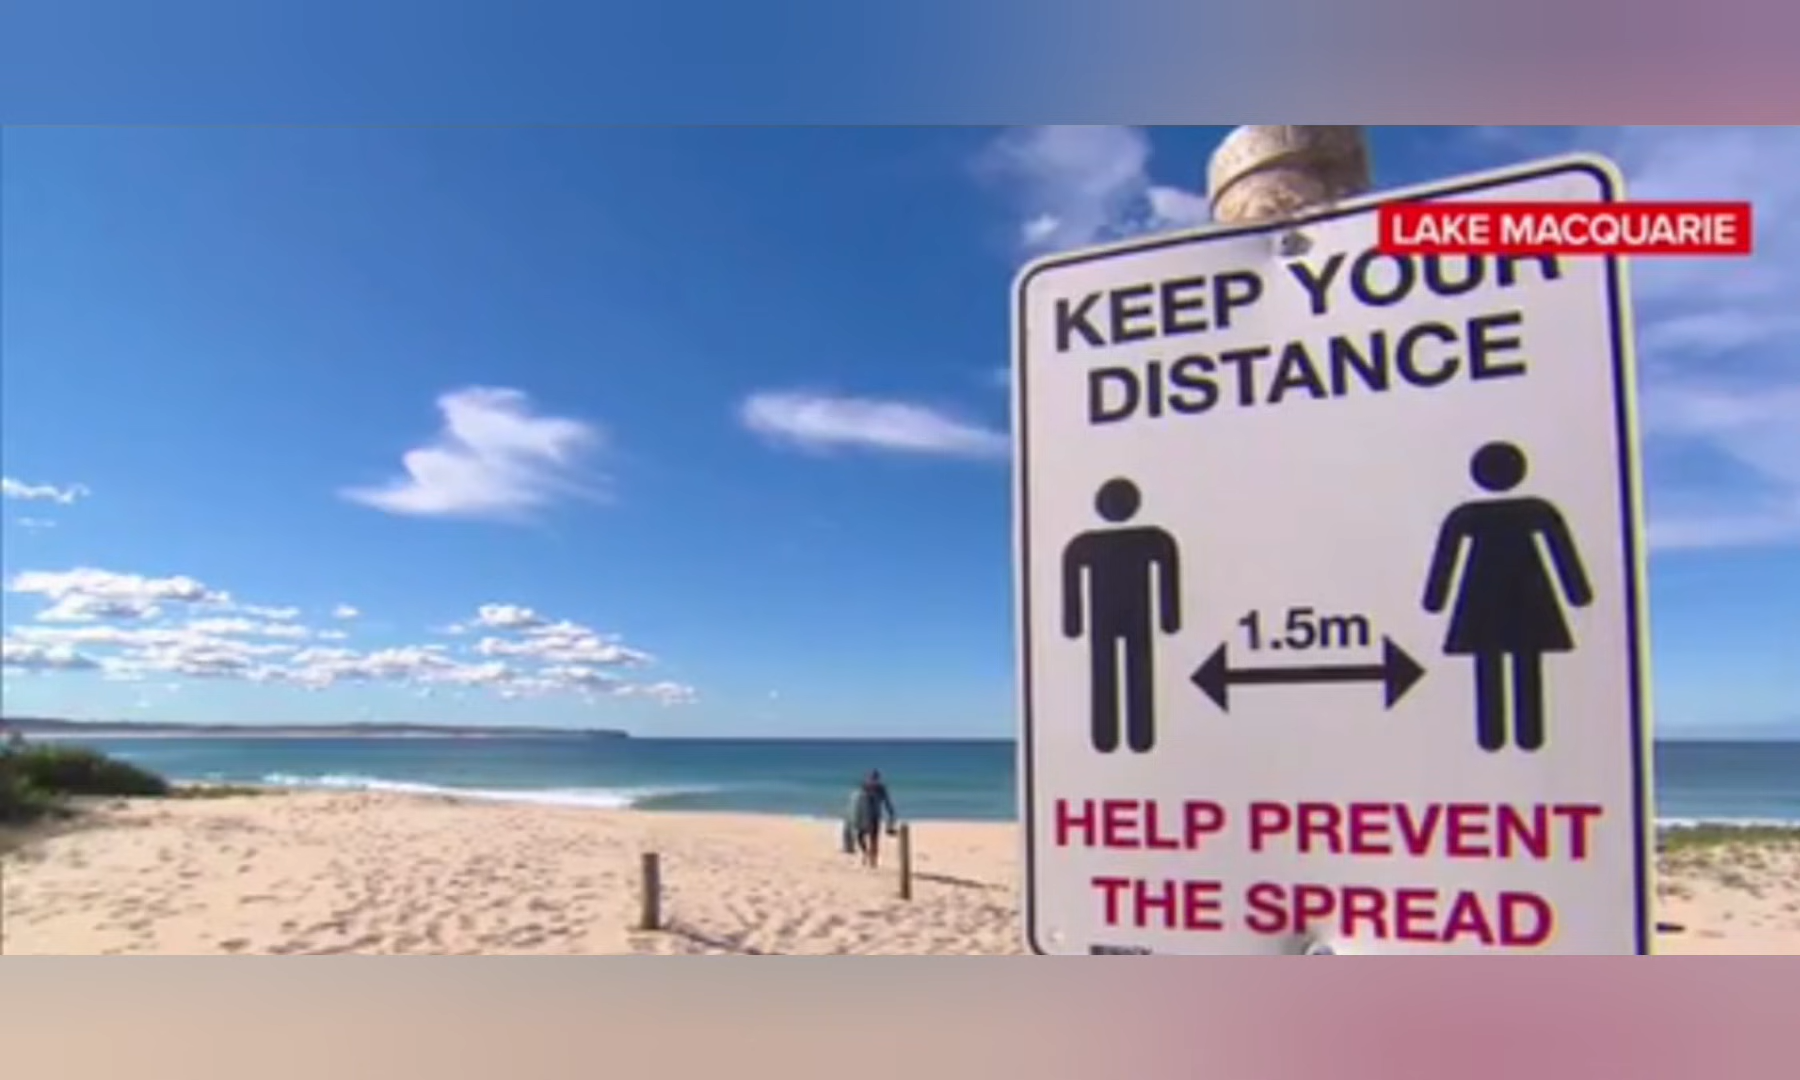 LAKE MACQUARIE
KEEP YOUR
DISTANCE
1.5m
HELP PREVENT
THE SPREAD